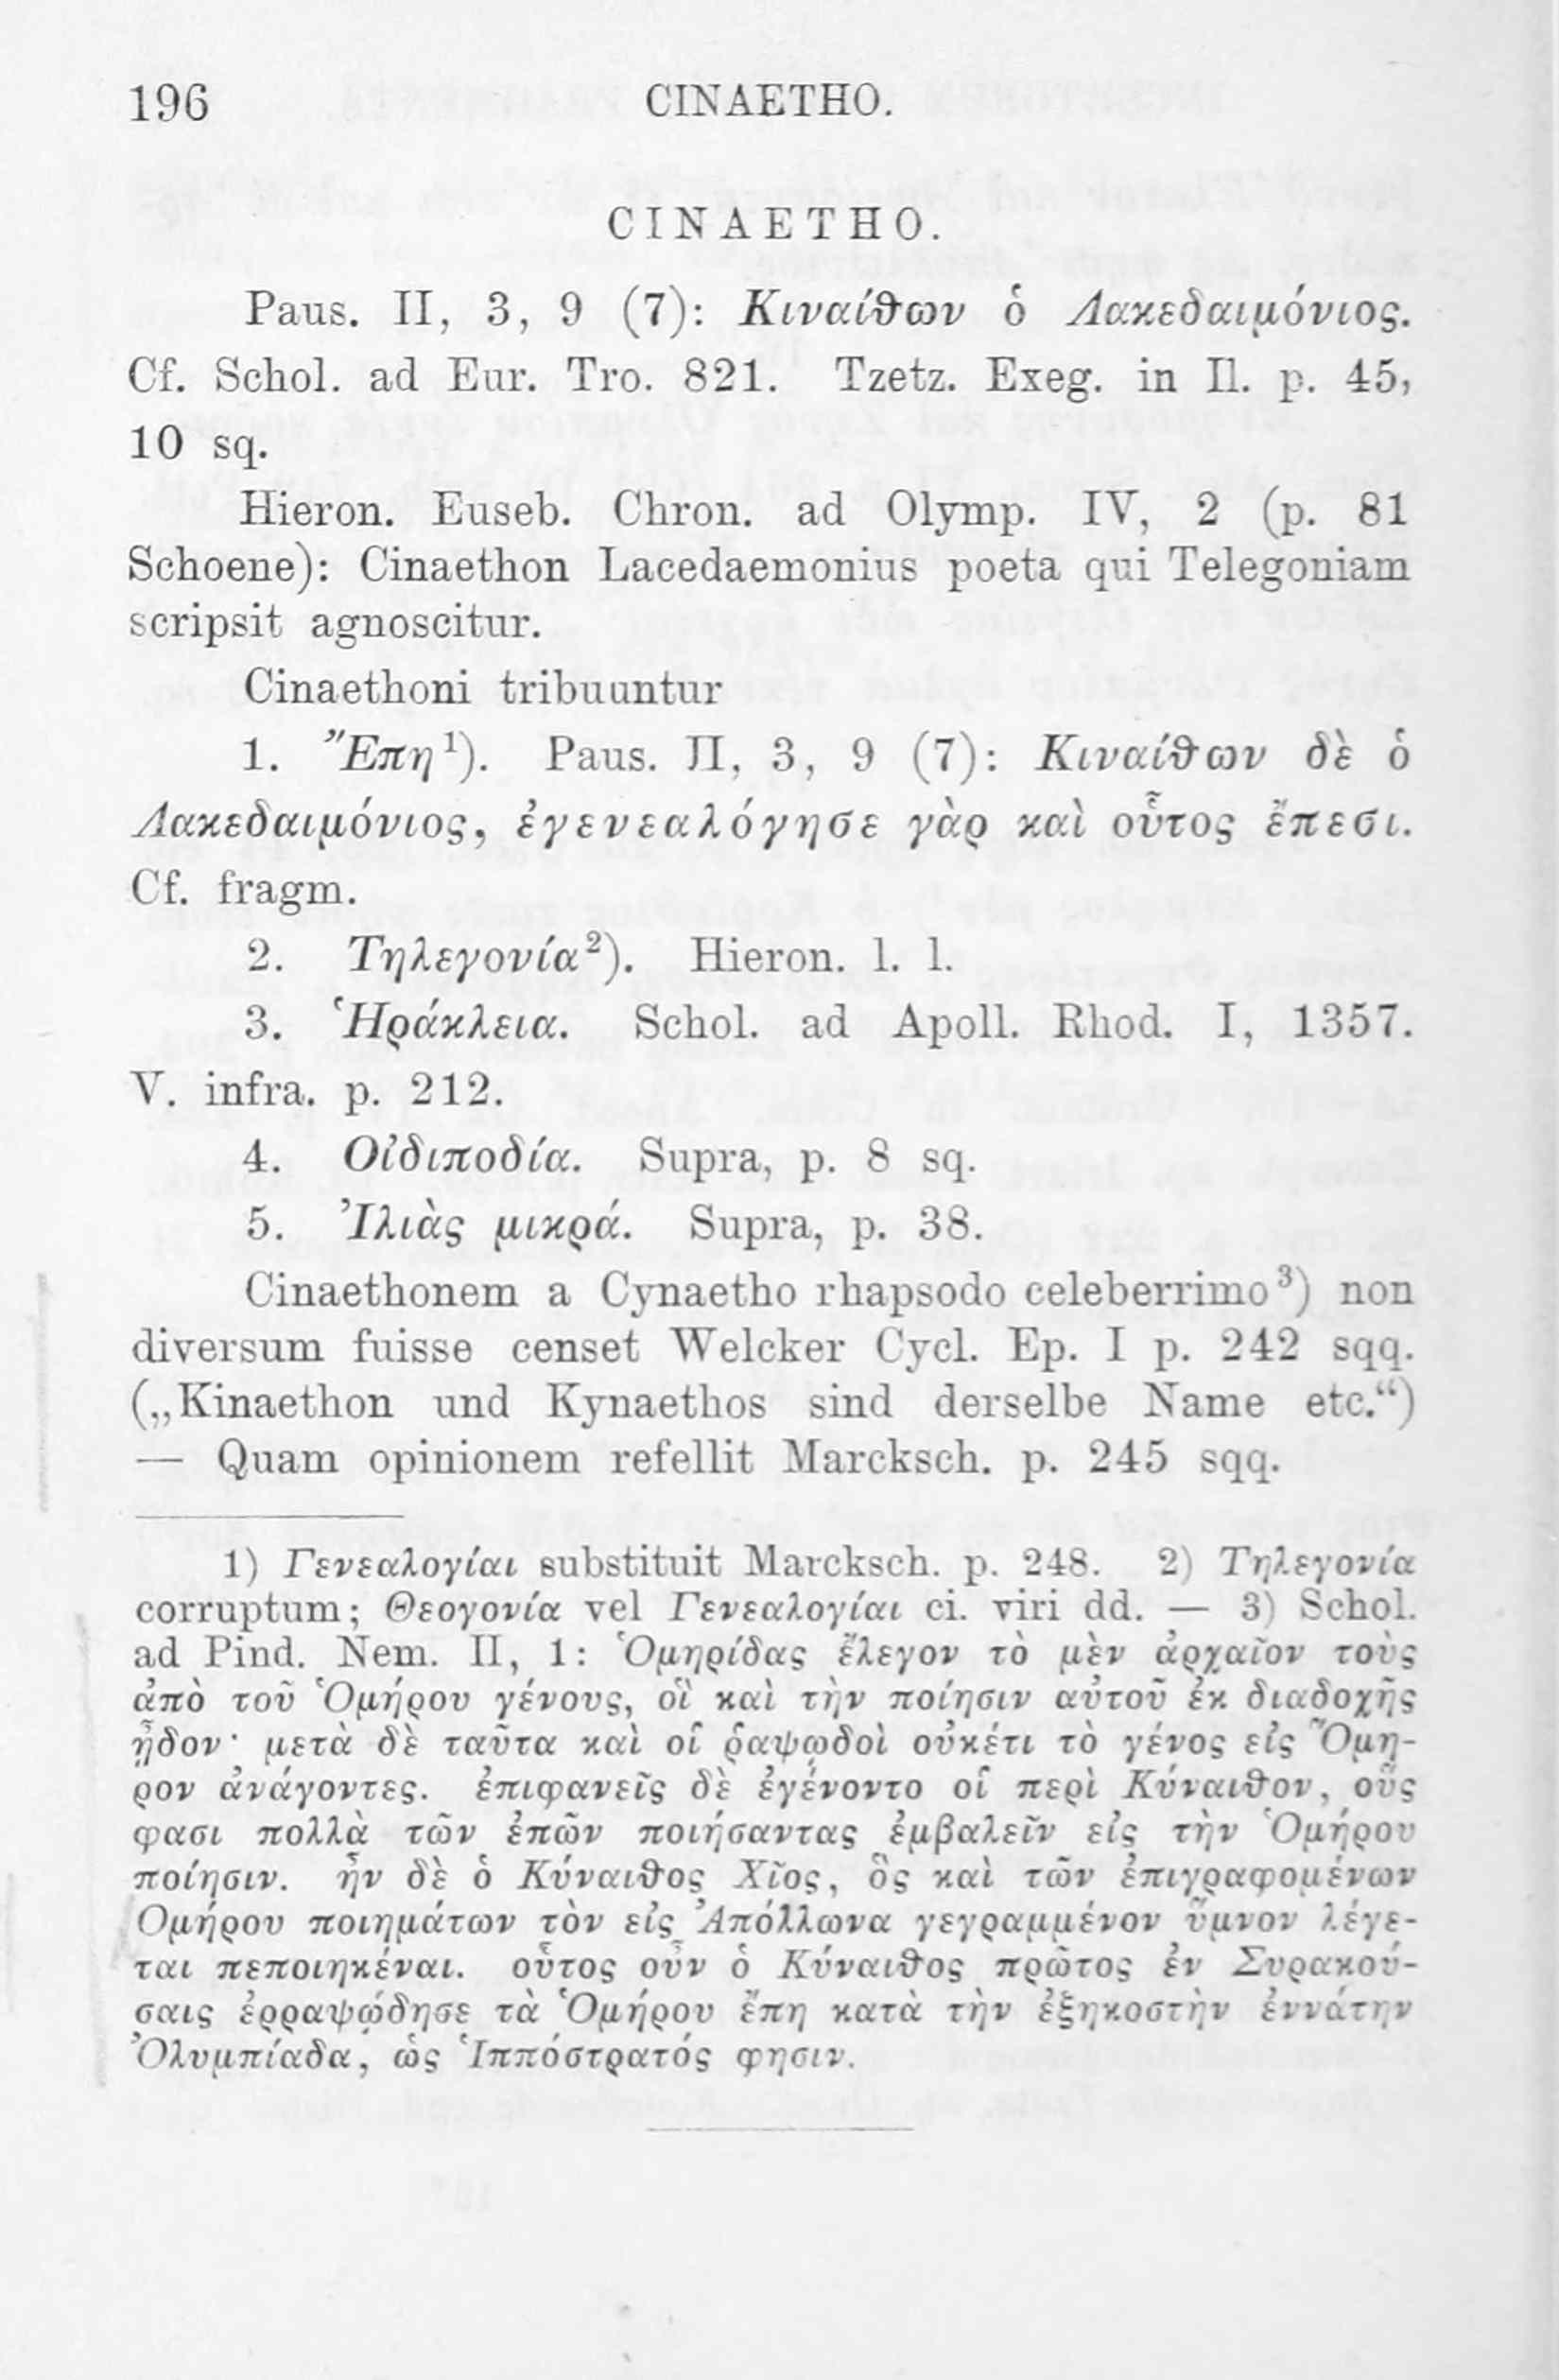 196 CINAETHO.
CINAETHO.
Paus. II, 3, 9 (7): Κιναίθων ὁ Λακεδαιμόνιος.
Cf. Schol. ad Eur. Tro. 821. Tzetz. Exeg. in Il. p. 45,
10 sq.
Hieron. Euseb. Chron. ad Olymp. IV, 2 (p. 81
Schoene): Cinaethon Lacedaemonius poeta qui Telegoniam
scripsit agnoscitur.
Cinaethoni tribuuntur
1. Ἔπη¹). Paus. II, 3, 9 (7): Κιναίθων δὲ ὁ
Λακεδαιμόνιος, ἐγενεαλόγησε γὰρ καὶ οὗτος ἔπεσι.
Cf. fragm.
2. Τηλεγονία²). Hieron. l. l.
3. Ἡράκλεια. Schol. ad Apoll. Rhod. I, 1357.
V. infra. p. 212.
4. Οἰδιποδία. Supra, p. 8 sq.
5. Ἰλιὰς μικρά. Supra, p. 38.
Cinaethonem a Cynaetho rhapsodo celeberrimo³) non
diversum fuisse censet Welcker Cycl. Ep. I p. 242 sqq.
(„Kinaethon und Kynaethos sind derselbe Name etc.“)
— Quam opinionem refellit Marcksch. p. 245 sqq.
1) Γενεαλογίαι substituit Marcksch. p. 248. 2) Τηλεγονία
corruptum; Θεογονία vel Γενεαλογίαι ci. viri dd. — 3) Schol.
ad Pind. Nem. II, 1: Ὁμηρίδας ἔλεγον τὸ μὲν ἀρχαῖον τοὺς
ἀπὸ τοῦ Ὁμήρου γένους, οἳ καὶ τὴν ποίησιν αὐτοῦ ἐκ διαδοχῆς
ᾖδον· μετὰ δὲ ταῦτα καὶ οἱ ῥαψῳδοὶ οὐκέτι τὸ γένος εἰς Ὅμη-
ρον ἀνάγοντες. ἐπιφανεῖς δὲ ἐγένοντο οἱ περὶ Κύναιθον, οὕς
φασι πολλὰ τῶν ἐπῶν ποιήσαντας ἐμβαλεῖν εἰς τὴν Ὁμήρου
ποίησιν. ἦν δὲ ὁ Κύναιθος Χῖος, ὃς καὶ τῶν ἐπιγραφομένων
Ὁμήρου ποιημάτων τὸν εἰς Ἀπόλλωνα γεγραμμένον ὕμνον λέγε-
ται πεποιηκέναι. οὗτος οὖν ὁ Κύναιθος πρῶτος ἐν Συρακού-
σαις ἐρραψῴδησε τὰ Ὁμήρου ἔπη κατὰ τὴν ἑξηκοστὴν ἐννάτην
Ὀλυμπίαδα, ὡς Ἱππόστρατός φησιν.